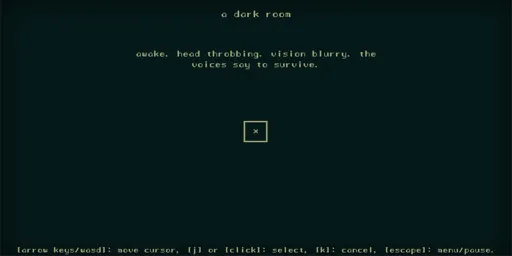 a dark room
awake. head throbbing. vision blurry. the
voices say to survive.
x
[arrow keys/wasd]: move cursor, [j] or [click]: select, [k]: cancel, [escape]: menu/pause.